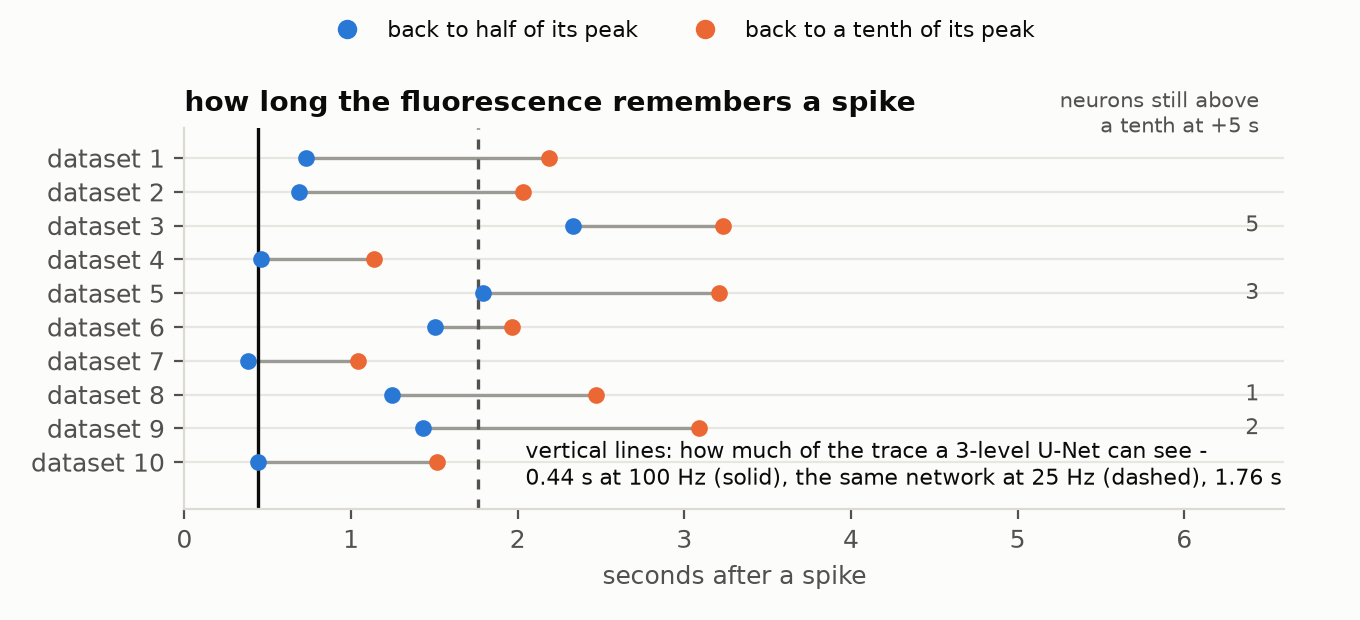 back to half of its peak
back to a tenth of its peak
how long the fluorescence remembers a spike
neurons still above
a tenth at +5 s
dataset 1
dataset 2
dataset 3
5
dataset 4
dataset 5
3
dataset 6
dataset 7
dataset 8
1
dataset 9
2
vertical lines: how much of the trace a 3-level U-Net can see -
dataset 10
0.44 s at 100 Hz (solid), the same network at 25 Hz (dashed), 1.76 s
0 1 2 3 4 5 6
seconds after a spike